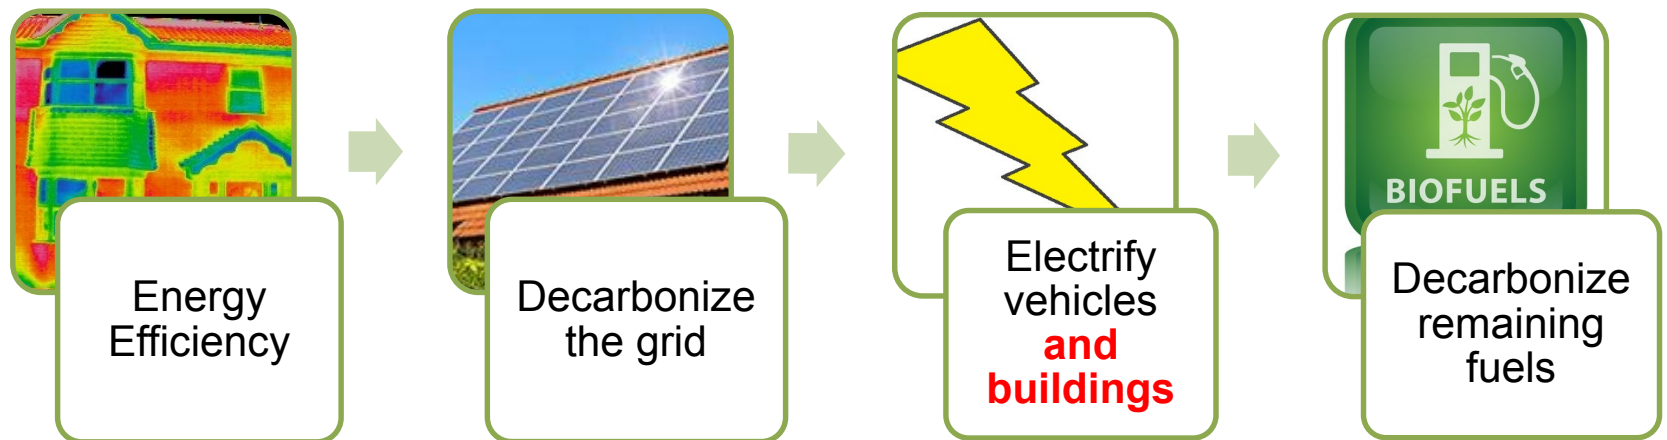 BIOFUELS
Energy
Efficiency
Decarbonize
the grid
Electrify
vehicles
and
buildings
Decarbonize
remaining
fuels